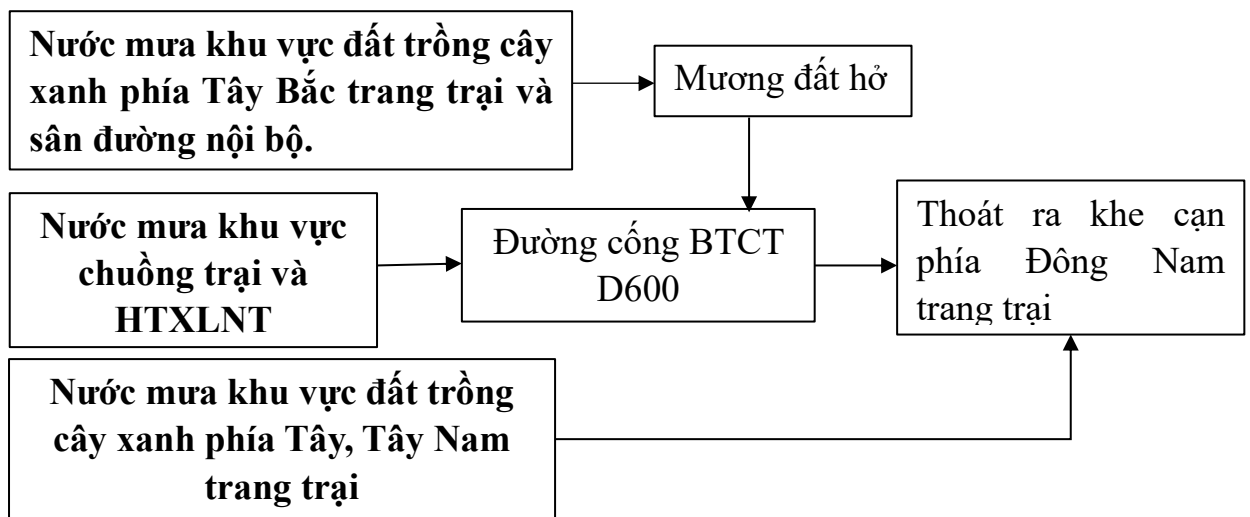 Nước mưa khu vực đất trồng cây
xanh phía Tây Bắc trang trại và
sân đường nội bộ.
Mương đất hở
Nước mưa khu vực
chuồng trại và
HTXLNT
Đường cống BTCT
D600
Thoát ra khe cạn
phía Đông Nam
trang trại
Nước mưa khu vực đất trồng
cây xanh phía Tây, Tây Nam
trang trại